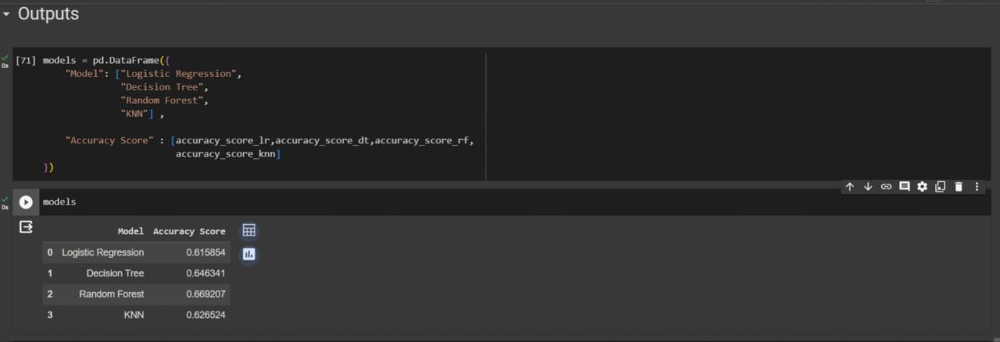 Outputs
[71] models = pd.DataFrame({
"Model": ["Logistic Regression",
"Decision Tree",
"Random Forest",
"KNN"] ,
"Accuracy Score" : [accuracy_score_lr,accuracy_score_dt,accuracy_score_rf,
accuracy_score_knn]
})
0s
models
0s
Model Accuracy Score
0 Logistic Regression 0.615854
1 Decision Tree 0.646341
2 Random Forest 0.669207
3 KNN 0.626524